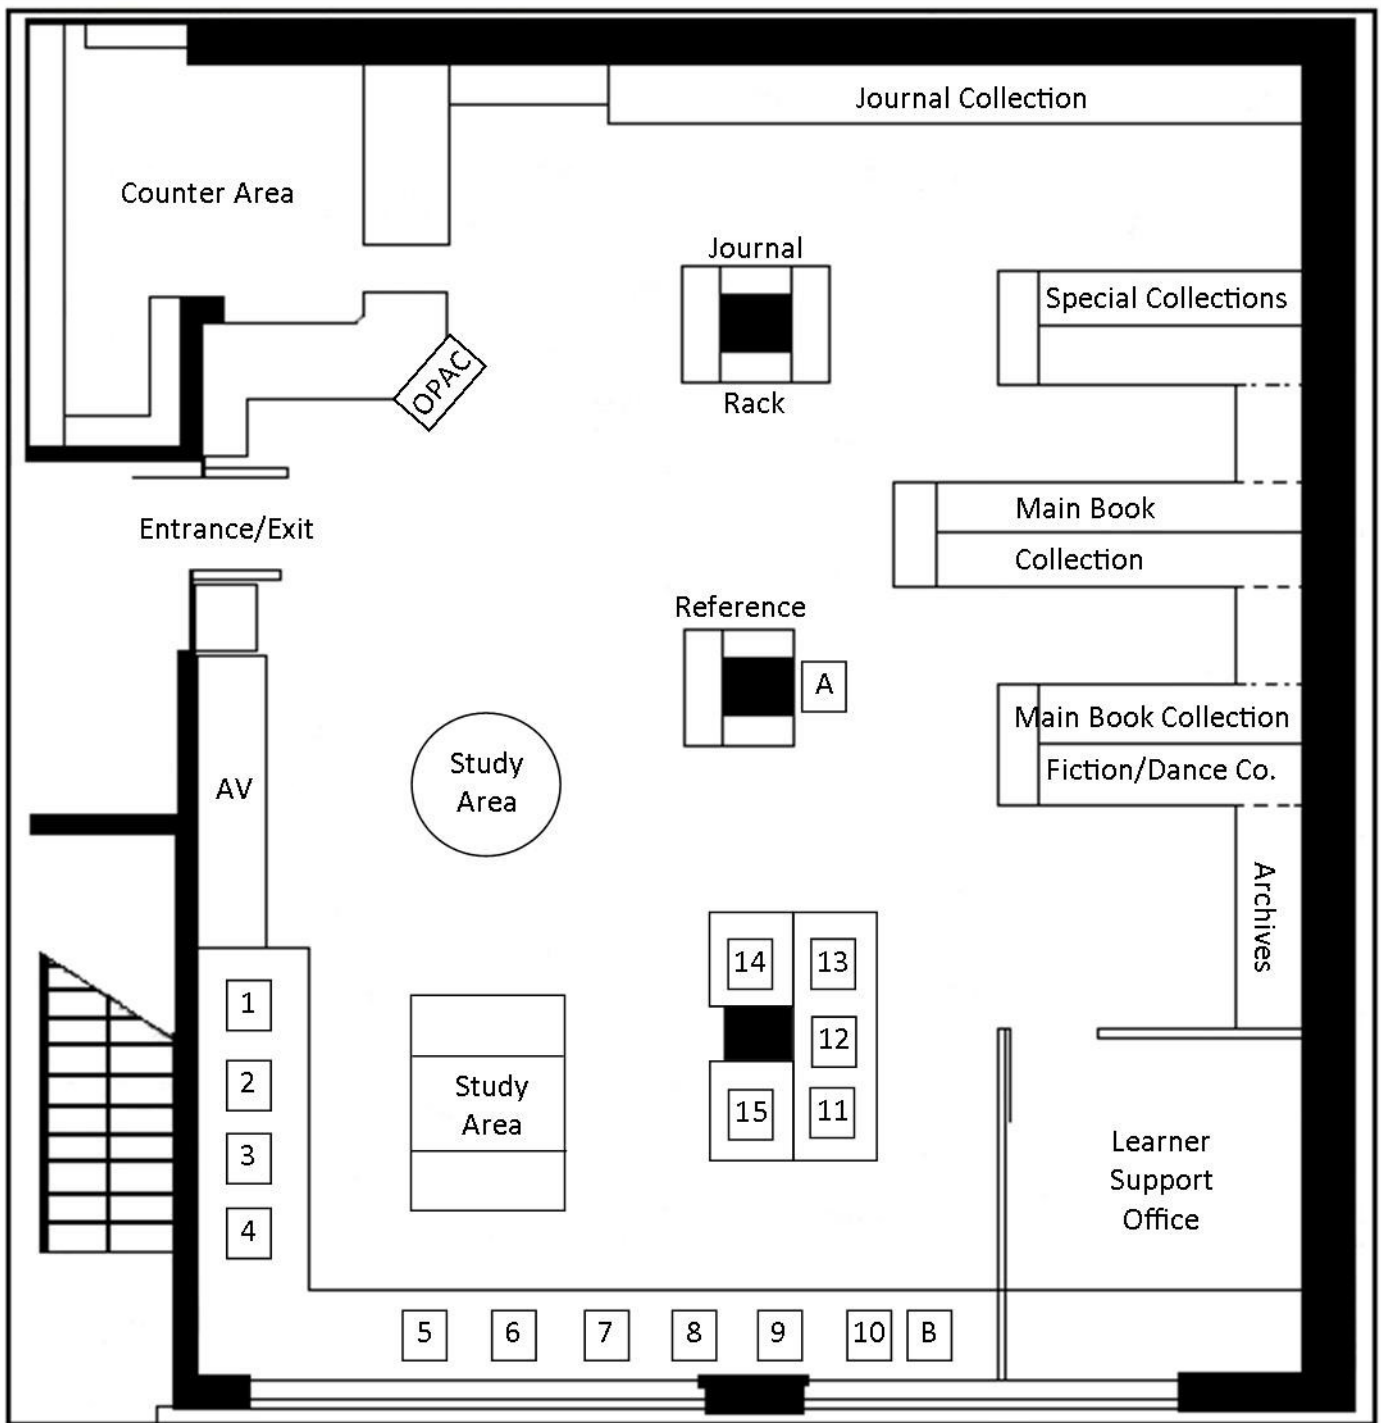 Journal Collection
Counter Area
Journal
Special Collections
OPAC
Rack
Main Book
Entrance/Exit
Collection
Reference
A
Main Book Collection
Study
Area
Fiction/Dance Co.
AV
Archives
14
13
1
12
2
Study
Area
15
11
3
Learner
Support
Office
4
5
6
7
8
9
10
B